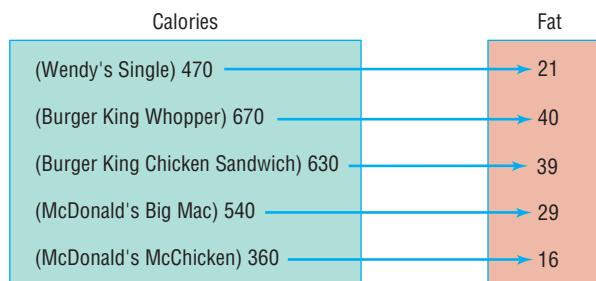 Calories Fat
(Wendy's Single) 470 21
(Burger King Whopper) 670 40
(Burger King Chicken Sandwich) 630 39
(McDonald's Big Mac) 540 29
(McDonald's McChicken) 360 16